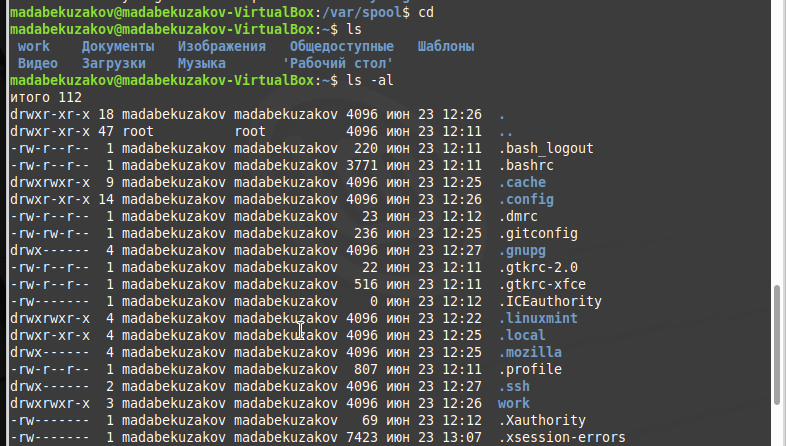 madabekuzakov@madabekuzakov-VirtualBox:/var/spool$ cd
madabekuzakov@madabekuzakov-VirtualBox:~$ ls
work Документы Изображения Общедоступные Шаблоны
Видео Загрузки Музыка 'Рабочий стол'
madabekuzakov@madabekuzakov-VirtualBox:~$ ls -al
итого 112
drwxr-xr-x 18 madabekuzakov madabekuzakov 4096 июн 23 12:26 .
drwxr-xr-x 47 root root 4096 июн 23 12:11 ..
-rw-r--r-- 1 madabekuzakov madabekuzakov 220 июн 23 12:11 .bash_logout
-rw-r--r-- 1 madabekuzakov madabekuzakov 3771 июн 23 12:11 .bashrc
drwxrwxr-x 9 madabekuzakov madabekuzakov 4096 июн 23 12:25 .cache
drwxr-xr-x 14 madabekuzakov madabekuzakov 4096 июн 23 12:26 .config
-rw-r--r-- 1 madabekuzakov madabekuzakov 23 июн 23 12:12 .dmrc
-rw-rw-r-- 1 madabekuzakov madabekuzakov 236 июн 23 12:25 .gitconfig
drwx------ 4 madabekuzakov madabekuzakov 4096 июн 23 12:27 .gnupg
-rw-r--r-- 1 madabekuzakov madabekuzakov 22 июн 23 12:11 .gtkrc-2.0
-rw-r--r-- 1 madabekuzakov madabekuzakov 516 июн 23 12:11 .gtkrc-xfce
-rw------- 1 madabekuzakov madabekuzakov 0 июн 23 12:12 .ICEauthority
drwxrwxr-x 4 madabekuzakov madabekuzakov 4096 июн 23 12:22 .linuxmint
drwxr-xr-x 4 madabekuzakov madabekuzakov 4096 июн 23 12:25 .local
drwx------ 4 madabekuzakov madabekuzakov 4096 июн 23 12:25 .mozilla
-rw-r--r-- 1 madabekuzakov madabekuzakov 807 июн 23 12:11 .profile
drwx------ 2 madabekuzakov madabekuzakov 4096 июн 23 12:27 .ssh
drwxrwxr-x 3 madabekuzakov madabekuzakov 4096 июн 23 12:26 work
-rw------- 1 madabekuzakov madabekuzakov 69 июн 23 12:12 .Xauthority
-rw------- 1 madabekuzakov madabekuzakov 7423 июн 23 13:07 .xsession-errors